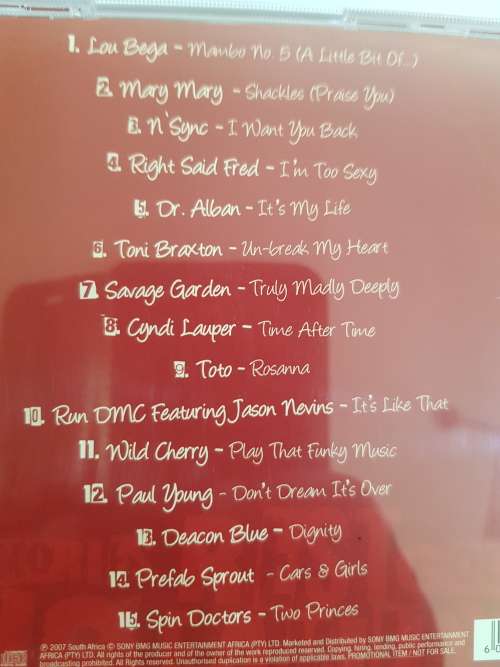 1. Lou Bega - Mambo No. 5 (A Little Bit Of...)
2. Mary Mary - Shackles (Praise You)
3. N'Sync - I Want You Back
4. Right Said Fred - I'm Too Sexy
5. Dr. Alban - It's My Life
6. Toni Braxton - Un-break My Heart
7. Savage Garden - Truly Madly Deeply
8. Cyndi Lauper - Time After Time
9. Toto - Rosanna
10. Run DMC Featuring Jason Nevins - It's Like That
11. Wild Cherry - Play That Funky Music
12. Paul Young - Don't Dream It's Over
13. Deacon Blue - Dignity
14. Prefab Sprout - Cars & Girls
15. Spin Doctors - Two Princes
℗ 2007 South Africa © SONY BMG MUSIC ENTERTAINMENT AFRICA (PTY) LTD. Marketed and Distributed by SONY BMG MUSIC ENTERTAINMENT
AFRICA (PTY) LTD. All rights of the producer and of the owner of the work reproduced reserved. Copying, hiring, lending, public performance and
broadcasting prohibited. All Rights reserved. Unauthorised duplication is a violation of applicable laws. PROMOTIONAL ITEM / NOT FOR SALE.
6